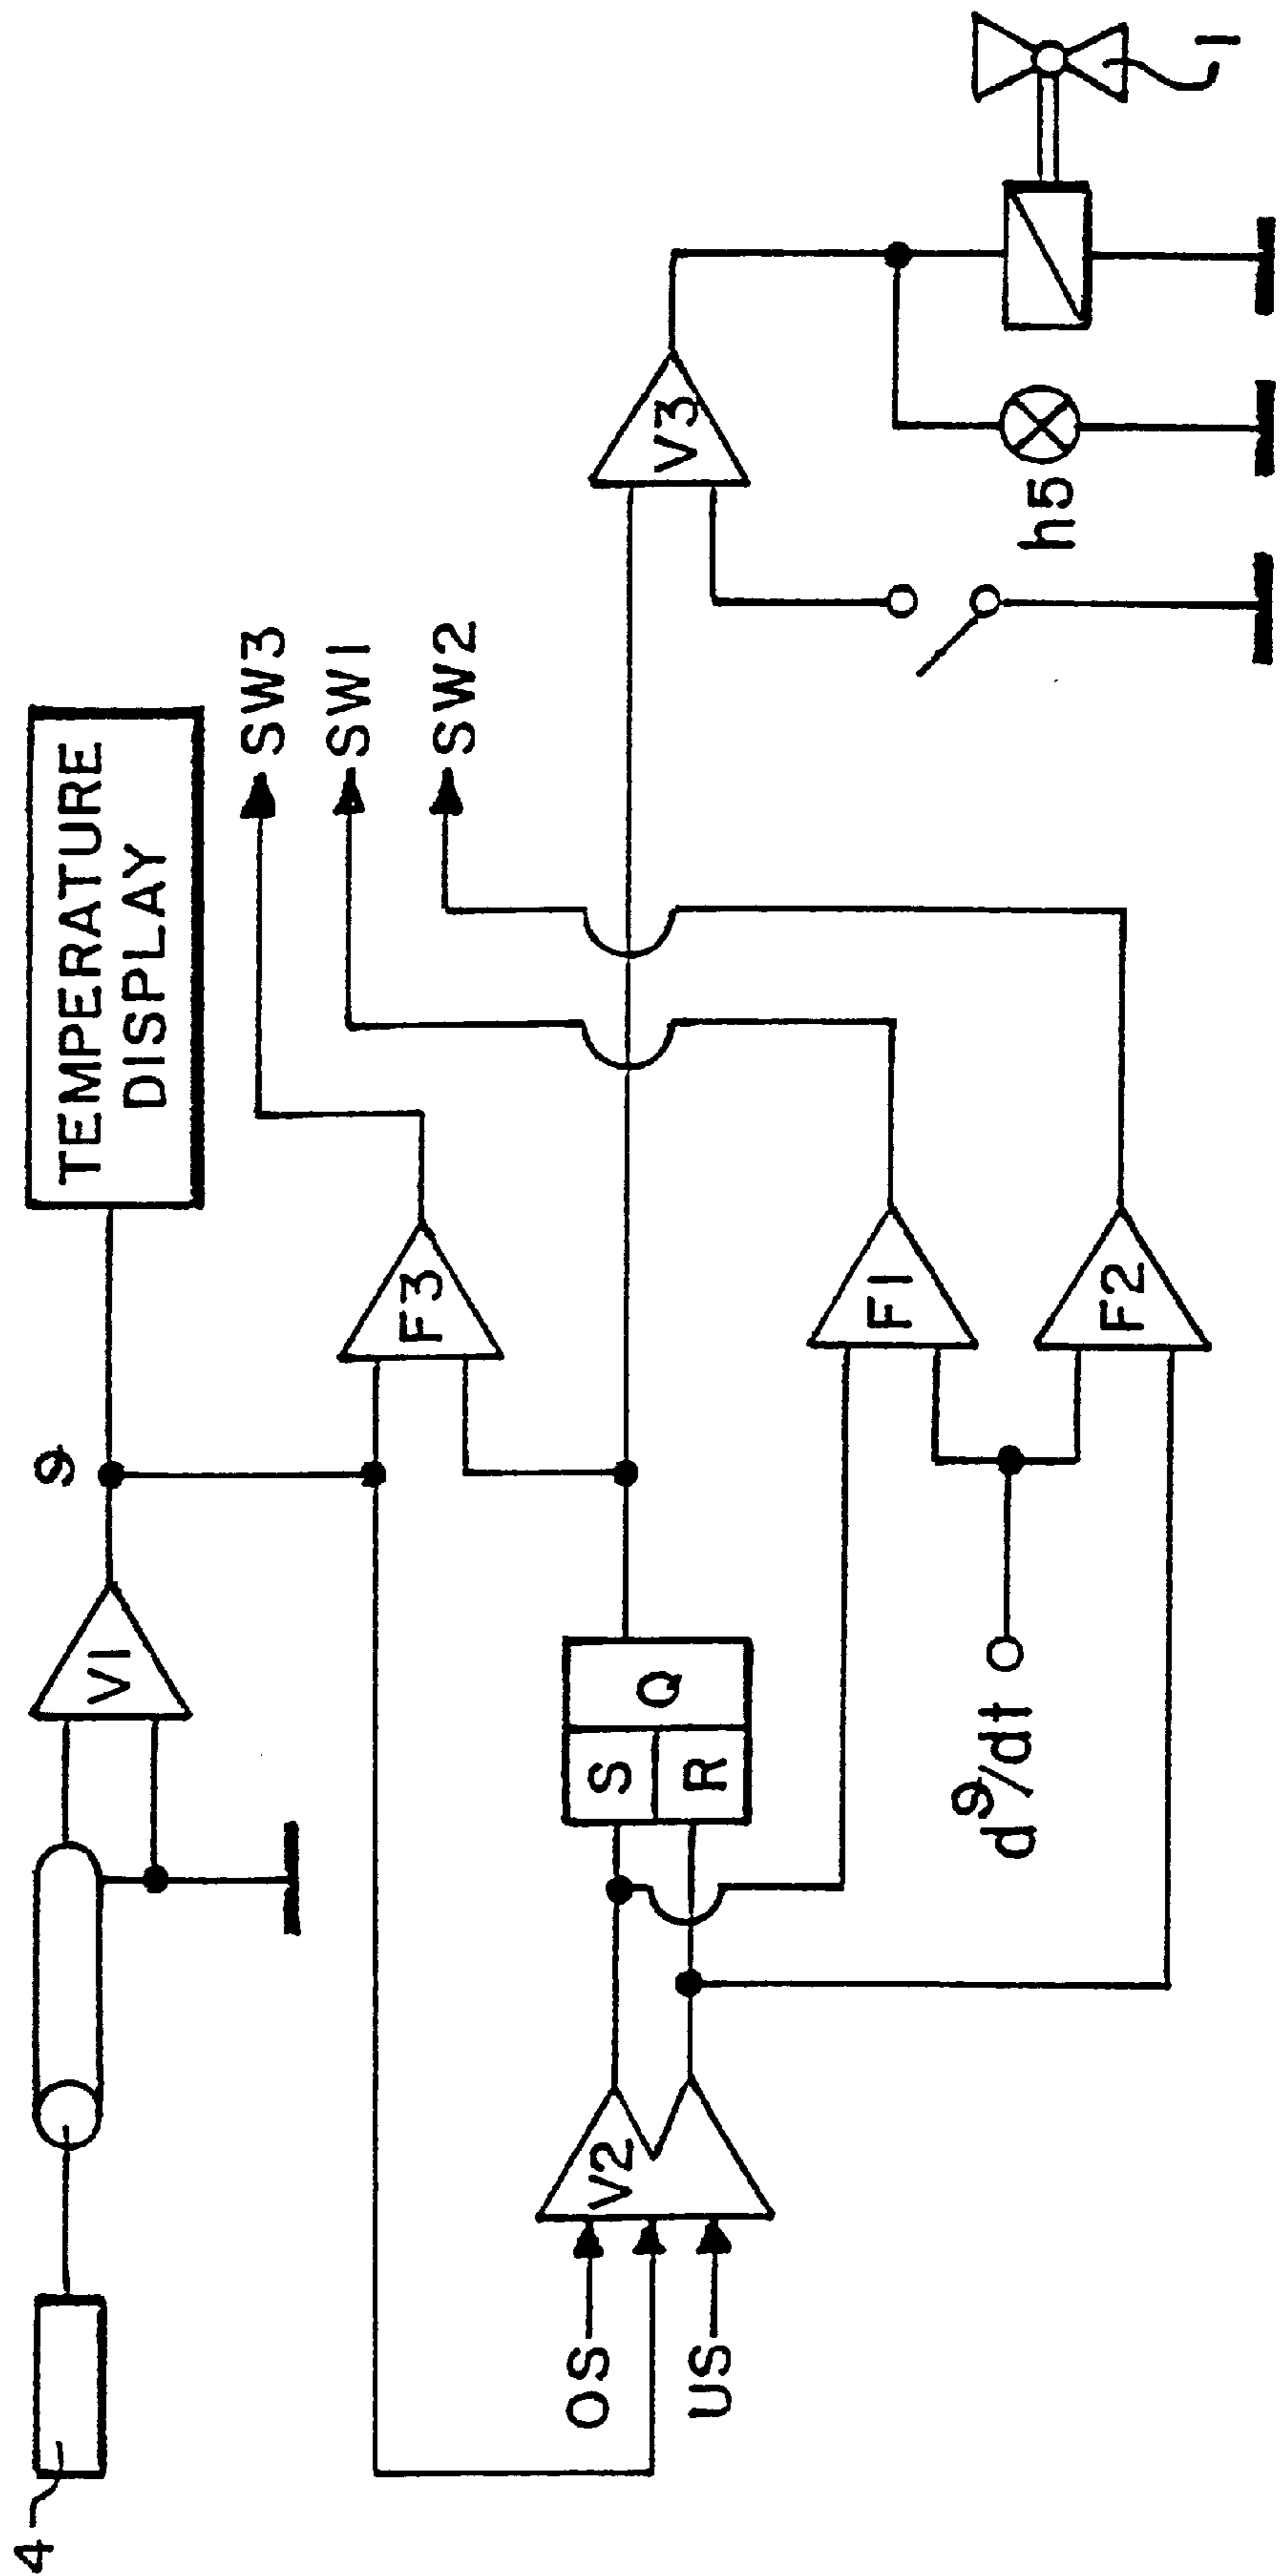 4
V1
ϑ
TEMPERATURE
DISPLAY
F3
SW3
SW1
SW2
OS
US
V2
S
R
Q
dϑ/dt
F1
F2
V3
h5
1